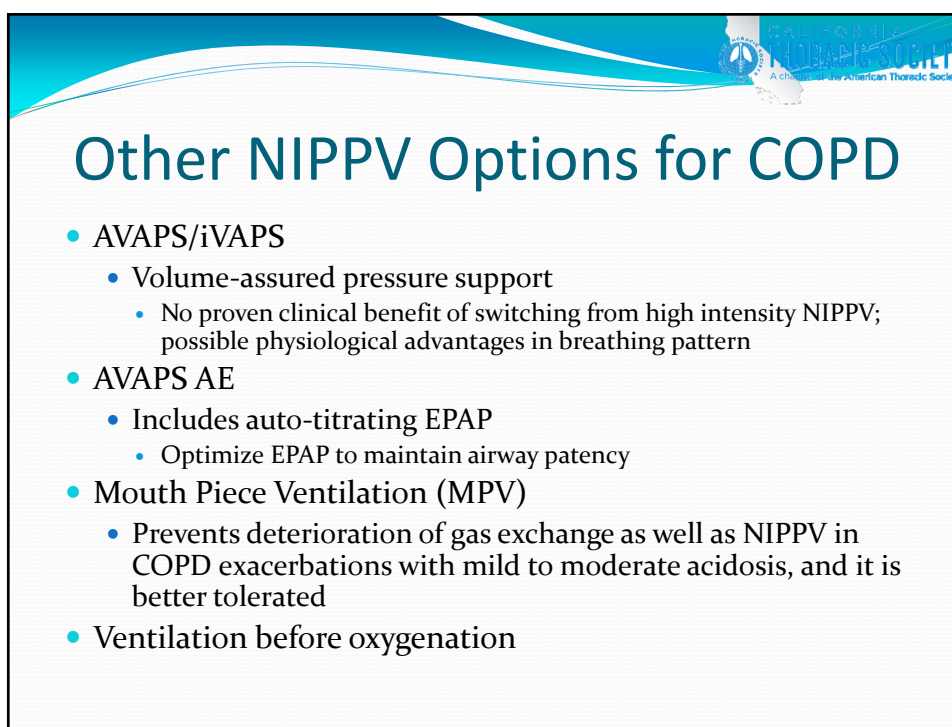 CALIFORNIA
THORACIC SOCIET
A chapter of the American Thoracic Socie
Other NIPPV Options for COPD
• AVAPS/iVAPS
• Volume-assured pressure support
• No proven clinical benefit of switching from high intensity NIPPV;
possible physiological advantages in breathing pattern
• AVAPS AE
• Includes auto-titrating EPAP
• Optimize EPAP to maintain airway patency
• Mouth Piece Ventilation (MPV)
• Prevents deterioration of gas exchange as well as NIPPV in
COPD exacerbations with mild to moderate acidosis, and it is
better tolerated
• Ventilation before oxygenation